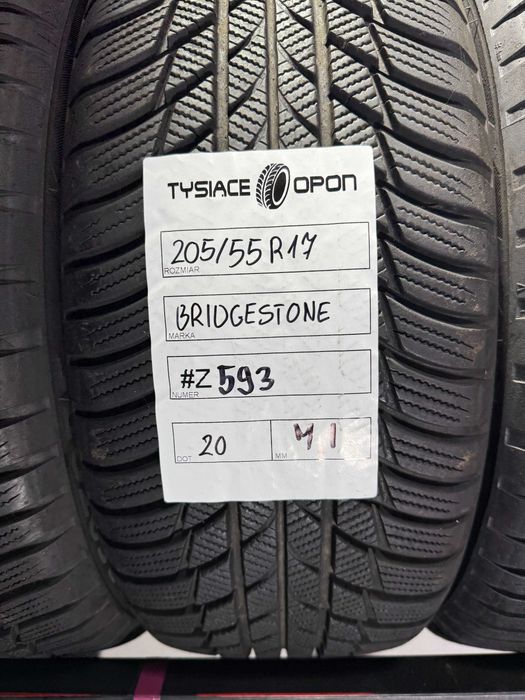 TYSIACE OPON
205/55 R17
ROZMIAR
BRIDGESTONE
MARKA
#Z 593
NUMER
20
DOT
MM